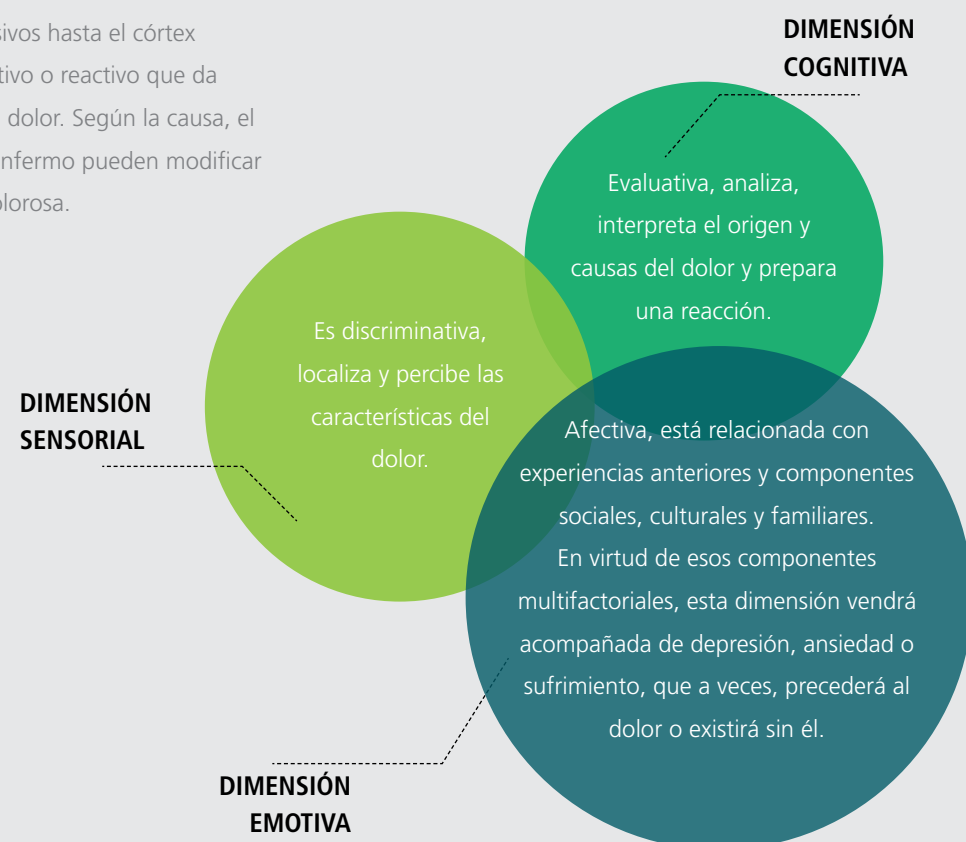 sivos hasta el córtex
tivo o reactivo que da
dolor. Según la causa, el
nfermo pueden modificar
olorosa.
DIMENSIÓN
COGNITIVA
Evaluativa, analiza,
interpreta el origen y
causas del dolor y prepara
una reacción.
Es discriminativa,
localiza y percibe las
características del
dolor.
DIMENSIÓN
SENSORIAL
Afectiva, está relacionada con
experiencias anteriores y componentes
sociales, culturales y familiares.
En virtud de esos componentes
multifactoriales, esta dimensión vendrá
acompañada de depresión, ansiedad o
sufrimiento, que a veces, precederá al
dolor o existirá sin él.
DIMENSIÓN
EMOTIVA